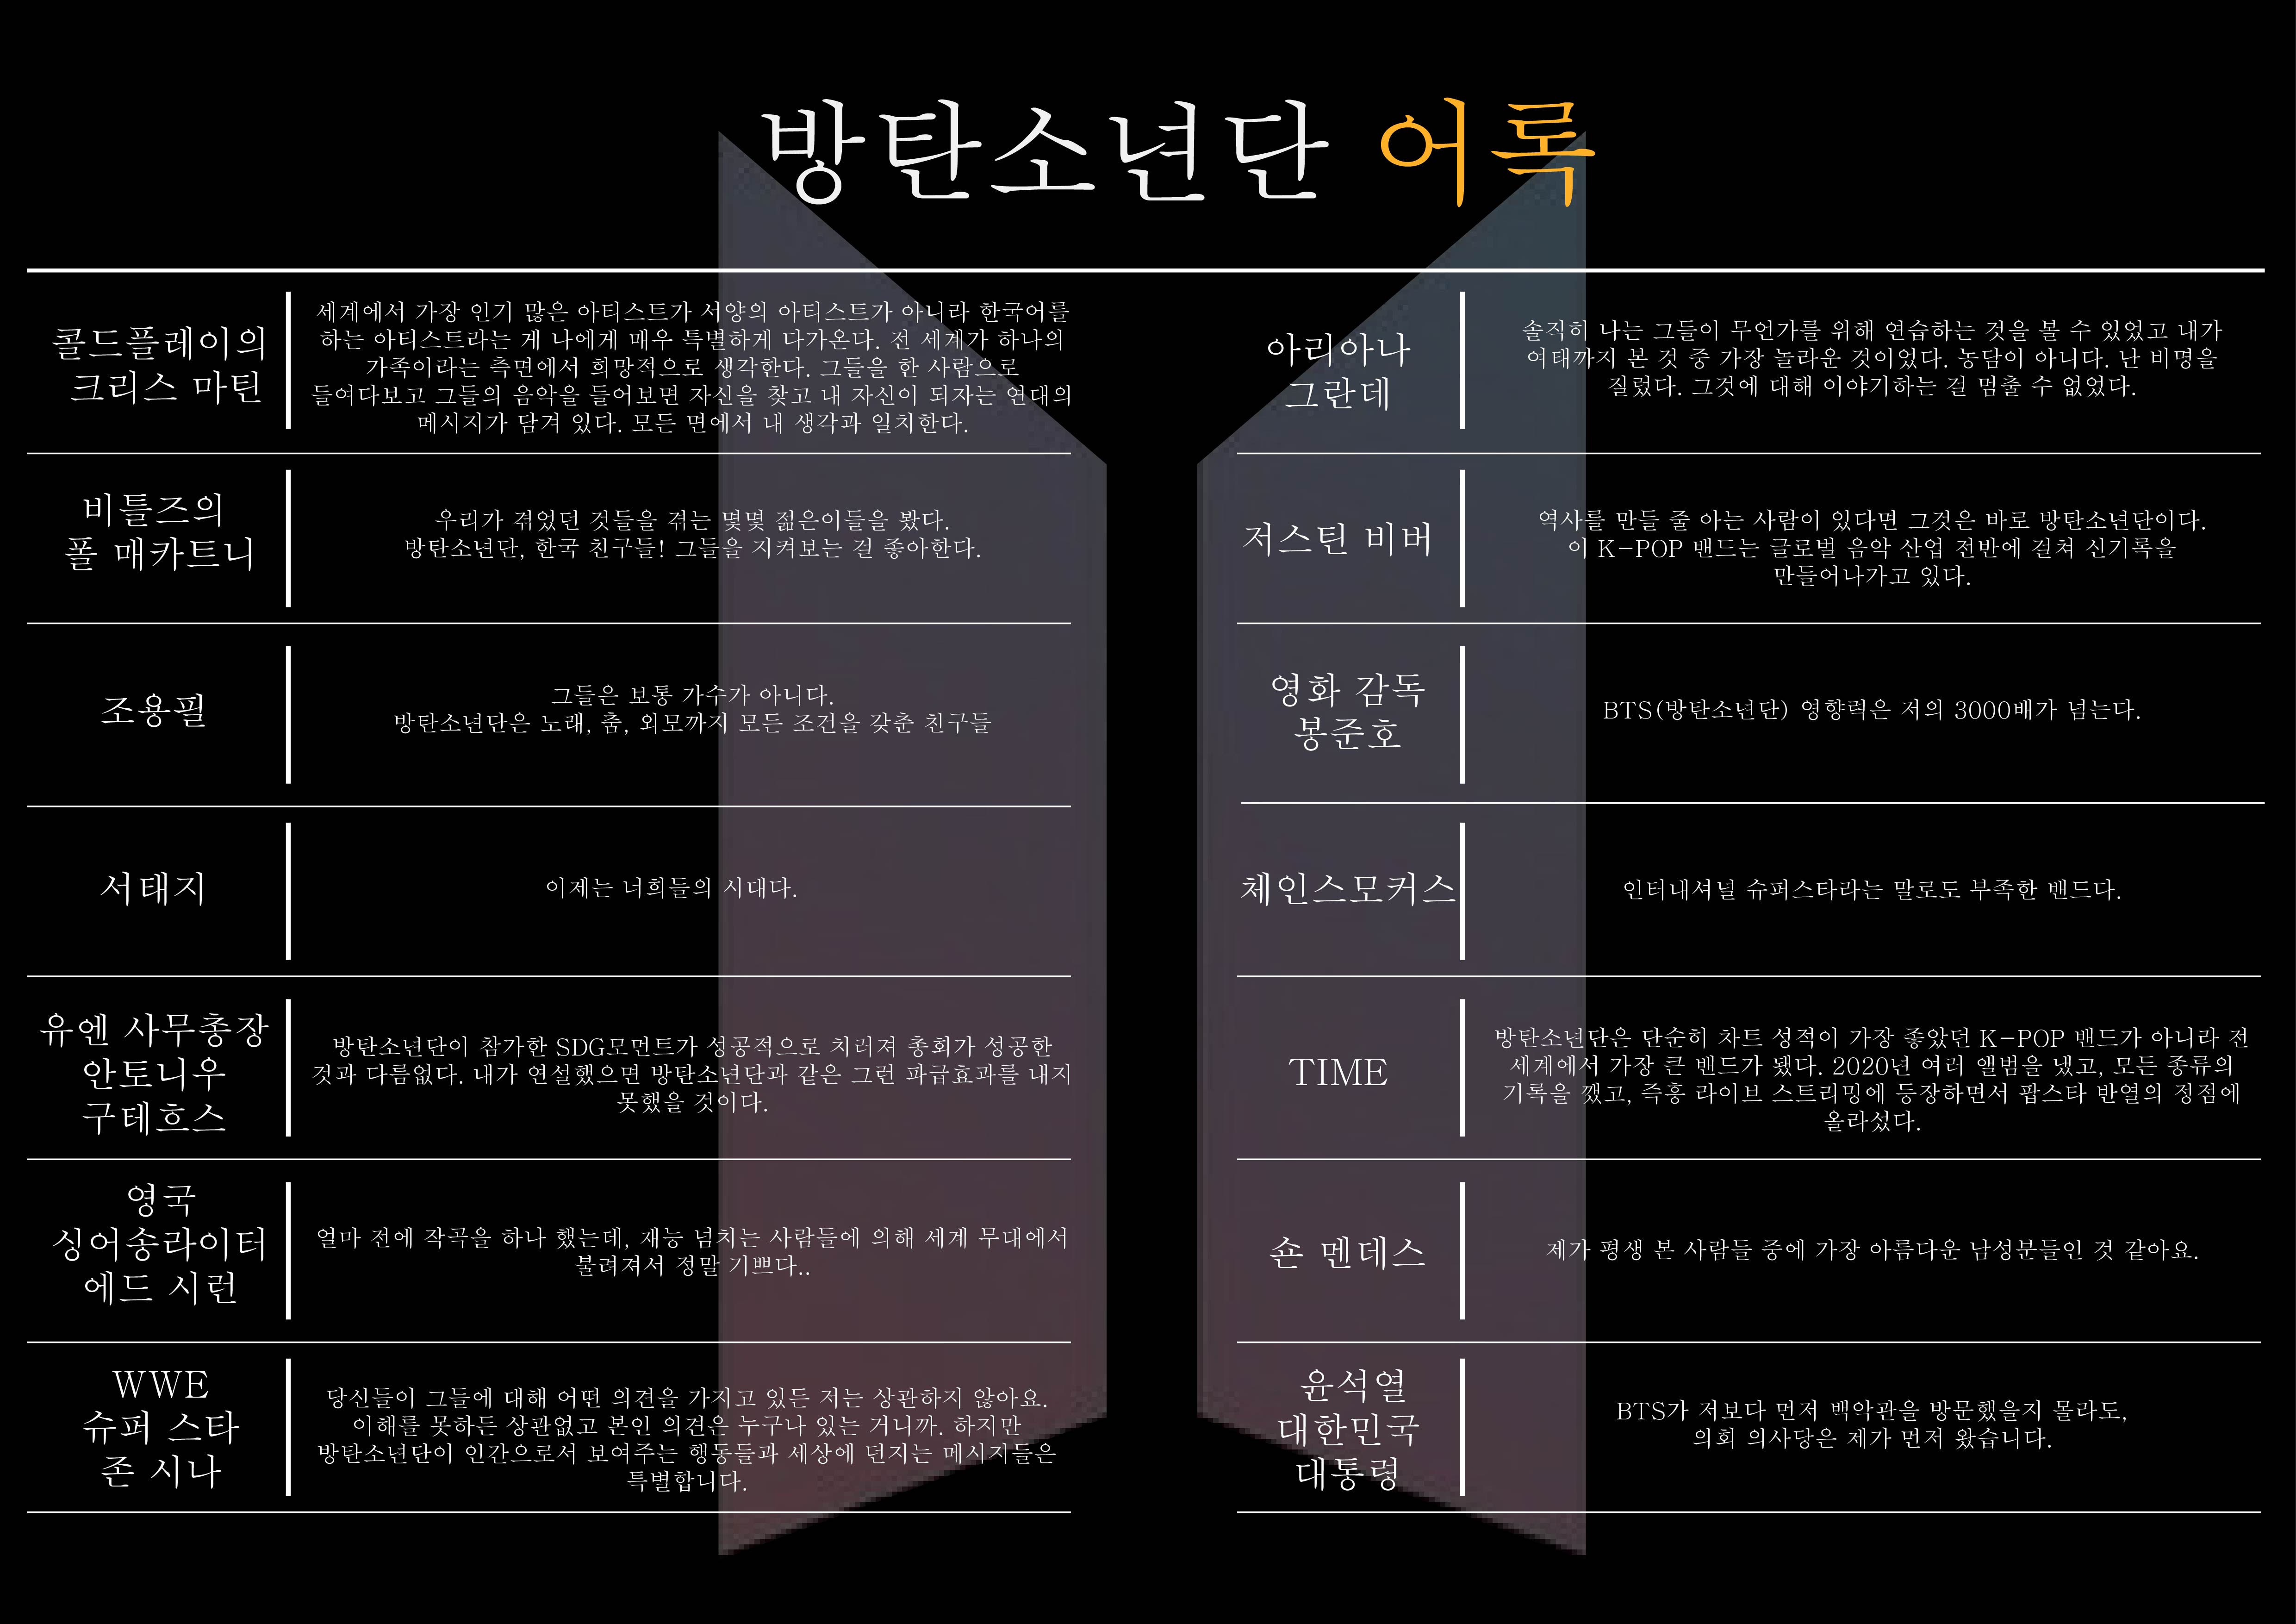 방탄소년단 어록
콜드플레이의
크리스 마틴
세계에서 가장 인기 많은 아티스트가 서양의 아티스트가 아니라 한국어를
하는 아티스트라는 게 나에게 매우 특별하게 다가온다. 전 세계가 하나의
가족이라는 측면에서 희망적으로 생각한다. 그들을 한 사람으로
들여다보고 그들의 음악을 들어보면 자신을 찾고 내 자신이 되자는 연대의
메시지가 담겨 있다. 모든 면에서 내 생각과 일치한다.
비틀즈의
폴 매카트니
우리가 겪었던 것들을 겪는 몇몇 젊은이들을 봤다.
방탄소년단, 한국 친구들! 그들을 지켜보는 걸 좋아한다.
조용필
그들은 보통 가수가 아니다.
방탄소년단은 노래, 춤, 외모까지 모든 조건을 갖춘 친구들
서태지
이제는 너희들의 시대다.
유엔 사무총장
안토니우
구테흐스
방탄소년단이 참가한 SDG모먼트가 성공적으로 치러져 총회가 성공한
것과 다름없다. 내가 연설했으면 방탄소년단과 같은 그런 파급효과를 내지
못했을 것이다.
영국
싱어송라이터
에드 시런
얼마 전에 작곡을 하나 했는데, 재능 넘치는 사람들에 의해 세계 무대에서
불려져서 정말 기쁘다..
WWE
슈퍼 스타
존 시나
당신들이 그들에 대해 어떤 의견을 가지고 있든 저는 상관하지 않아요.
이해를 못하든 상관없고 본인 의견은 누구나 있는 거니까. 하지만
방탄소년단이 인간으로서 보여주는 행동들과 세상에 던지는 메시지들은
특별합니다.
아리아나
그란데
솔직히 나는 그들이 무언가를 위해 연습하는 것을 볼 수 있었고 내가
여태까지 본 것 중 가장 놀라운 것이었다. 농담이 아니다. 난 비명을
질렀다. 그것에 대해 이야기하는 걸 멈출 수 없었다.
저스틴 비버
역사를 만들 줄 아는 사람이 있다면 그것은 바로 방탄소년단이다.
이 K-POP 밴드는 글로벌 음악 산업 전반에 걸쳐 신기록을
만들어나가고 있다.
영화 감독
봉준호
BTS(방탄소년단) 영향력은 저의 3000배가 넘는다.
체인스모커스
인터내셔널 슈퍼스타라는 말로도 부족한 밴드다.
TIME
방탄소년단은 단순히 차트 성적이 가장 좋았던 K-POP 밴드가 아니라 전
세계에서 가장 큰 밴드가 됐다. 2020년 여러 앨범을 냈고, 모든 종류의
기록을 깼고, 즉흥 라이브 스트리밍에 등장하면서 팝스타 반열의 정점에
올라섰다.
숀 멘데스
제가 평생 본 사람들 중에 가장 아름다운 남성분들인 것 같아요.
윤석열
대한민국
대통령
BTS가 저보다 먼저 백악관을 방문했을지 몰라도,
의회 의사당은 제가 먼저 왔습니다.